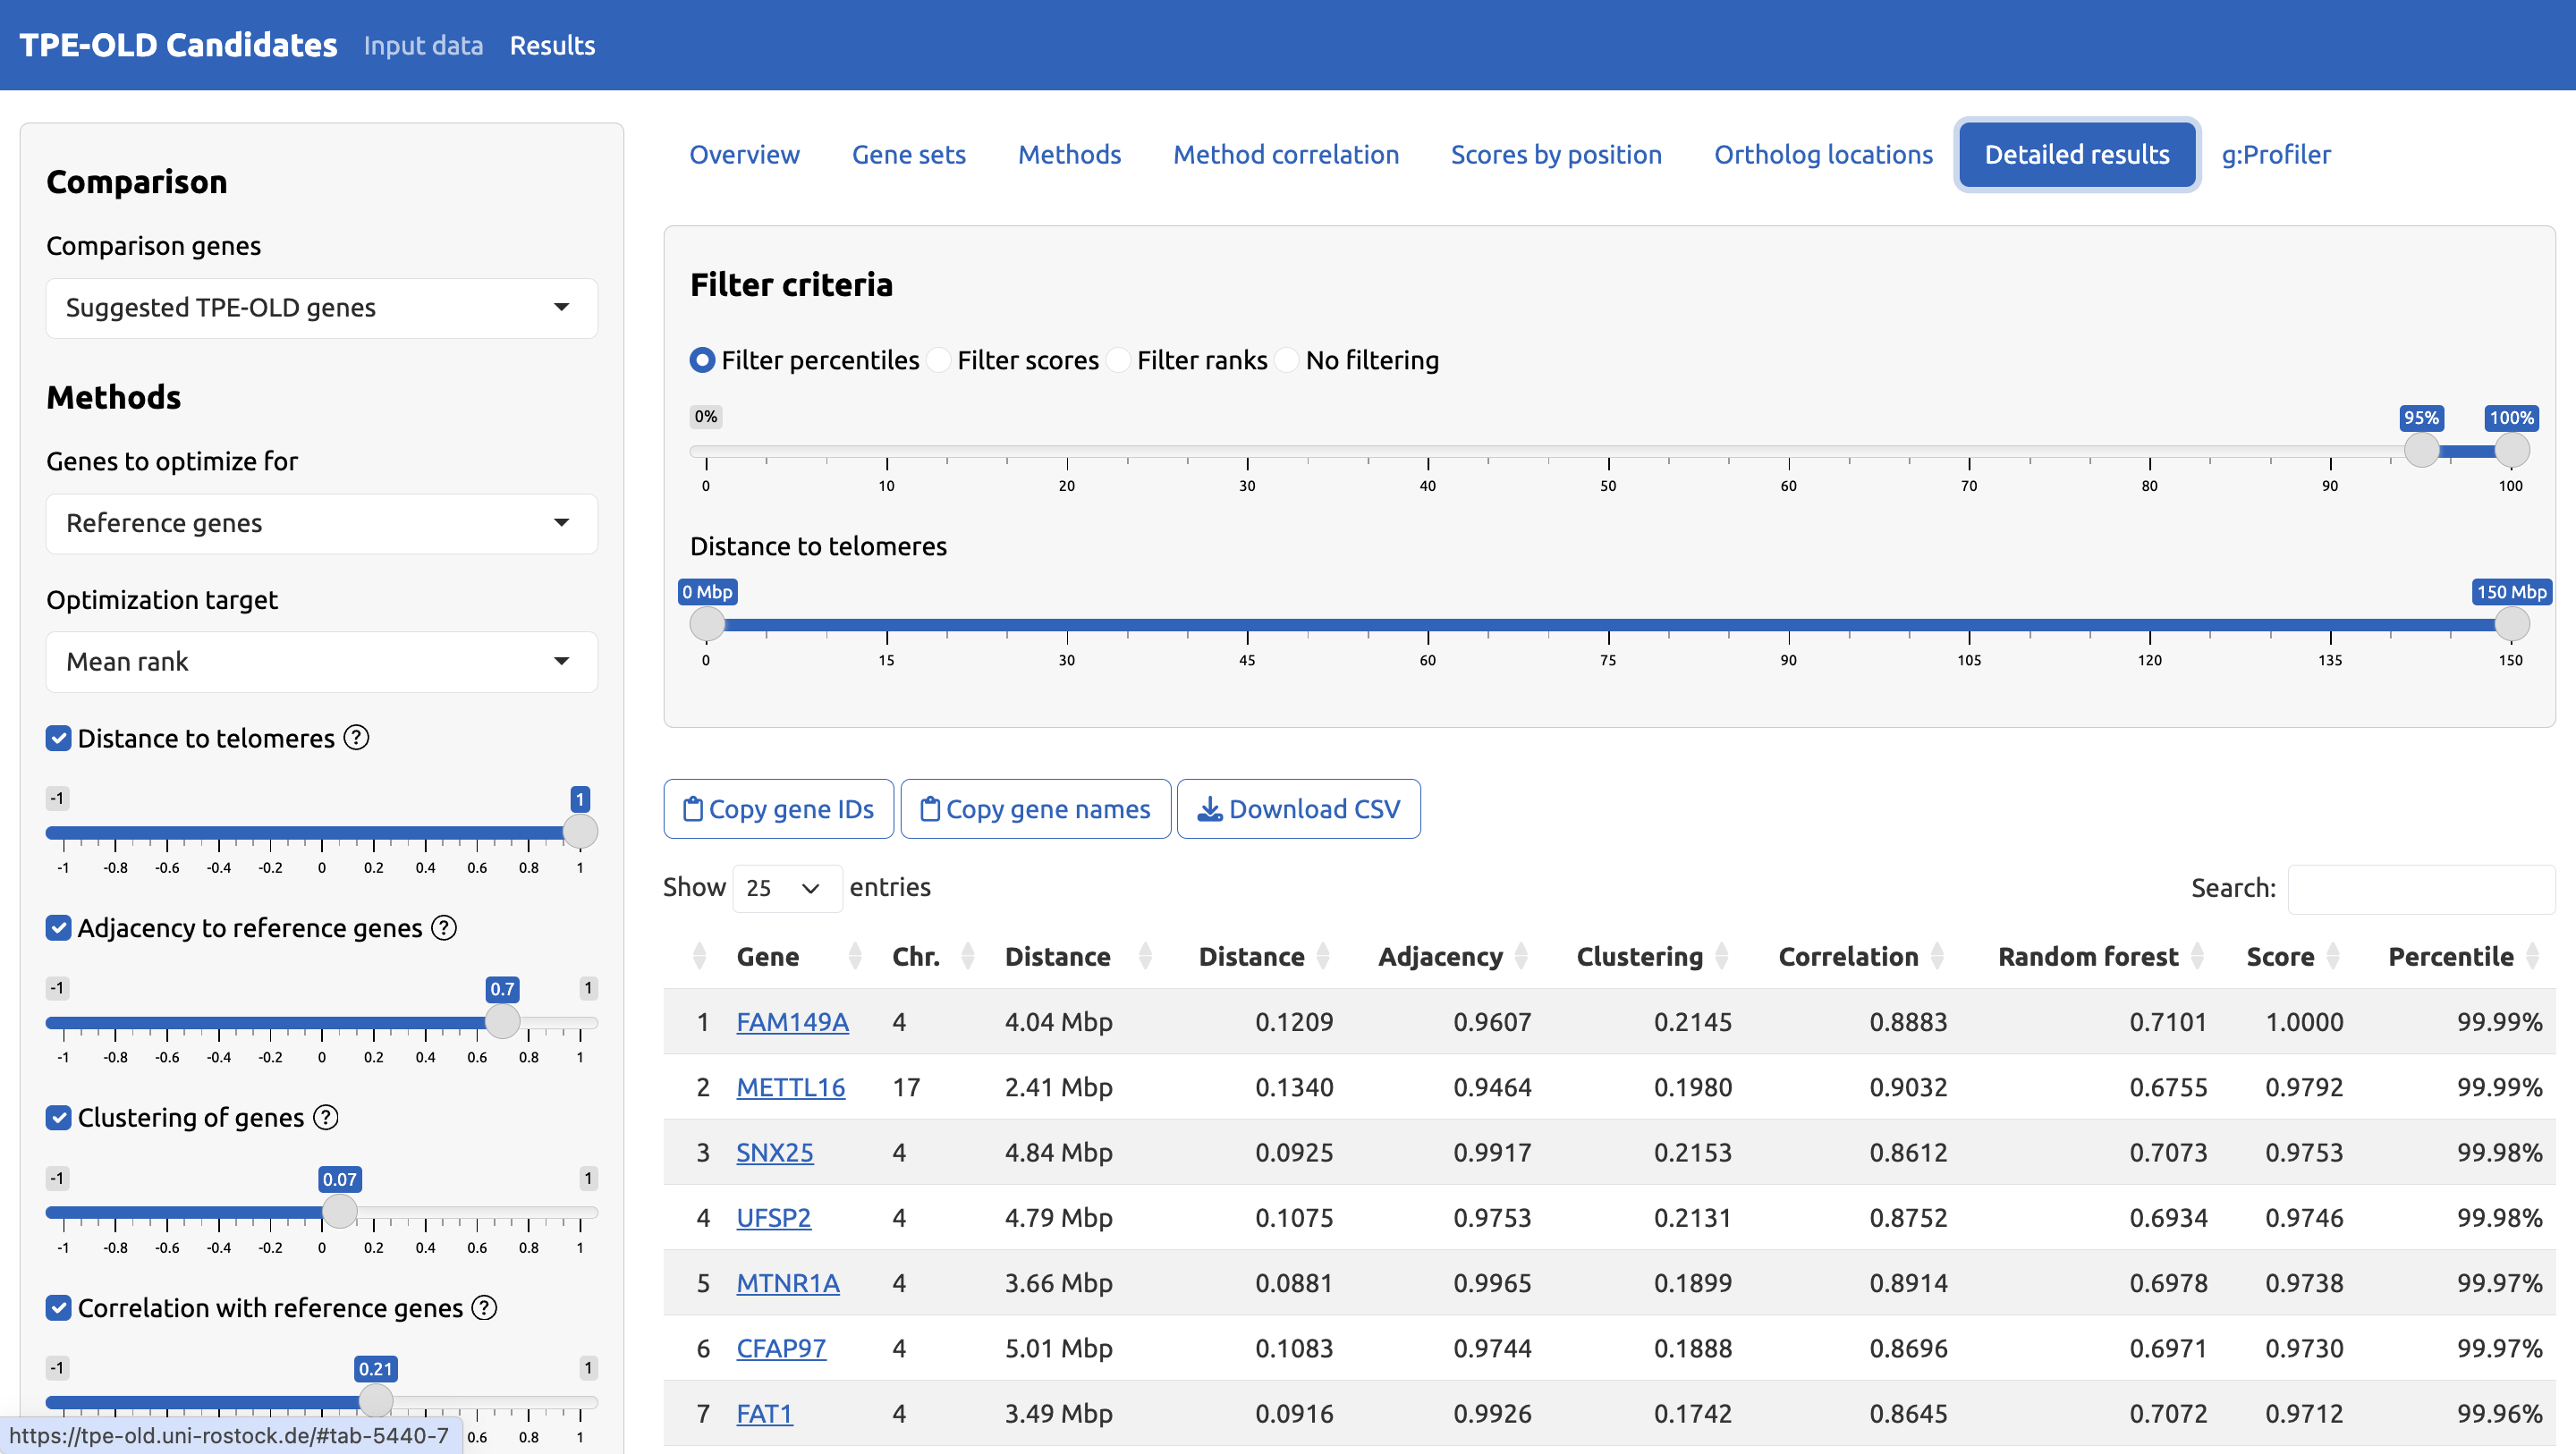 TPE-OLD Candidates Input data Results
Comparison
Comparison genes
Suggested TPE-OLD genes
Methods
Genes to optimize for
Reference genes
Optimization target
Mean rank
Distance to telomeres ?
-1 1
-1 -0.8 -0.6 -0.4 -0.2 0 0.2 0.4 0.6 0.8 1
Adjacency to reference genes ?
-1 0.7 1
-1 -0.8 -0.6 -0.4 -0.2 0 0.2 0.4 0.6 0.8 1
Clustering of genes ?
-1 0.07 1
-1 -0.8 -0.6 -0.4 -0.2 0 0.2 0.4 0.6 0.8 1
Correlation with reference genes ?
-1 0.21 1
0.6 0.8 1
https://tpe-old.uni-rostock.de/#tab-5440-7
Overview Gene sets Methods Method correlation Scores by position Ortholog locations Detailed results g:Profiler
Filter criteria
Filter percentiles Filter scores Filter ranks No filtering
0% 95% 100%
0 10 20 30 40 50 60 70 80 90 100
Distance to telomeres
0 Mbp 150 Mbp
0 15 30 45 60 75 90 105 120 135 150
Copy gene IDs Copy gene names Download CSV
Show 25 entries Search:
Gene Chr. Distance Distance Adjacency Clustering Correlation Random forest Score Percentile
1 FAM149A 4 4.04 Mbp 0.1209 0.9607 0.2145 0.8883 0.7101 1.0000 99.99%
2 METTL16 17 2.41 Mbp 0.1340 0.9464 0.1980 0.9032 0.6755 0.9792 99.99%
3 SNX25 4 4.84 Mbp 0.0925 0.9917 0.2153 0.8612 0.7073 0.9753 99.98%
4 UFSP2 4 4.79 Mbp 0.1075 0.9753 0.2131 0.8752 0.6934 0.9746 99.98%
5 MTNR1A 4 3.66 Mbp 0.0881 0.9965 0.1899 0.8914 0.6978 0.9738 99.97%
6 CFAP97 4 5.01 Mbp 0.1083 0.9744 0.1888 0.8696 0.6971 0.9730 99.97%
7 FAT1 4 3.49 Mbp 0.0916 0.9926 0.1742 0.8645 0.7072 0.9712 99.96%